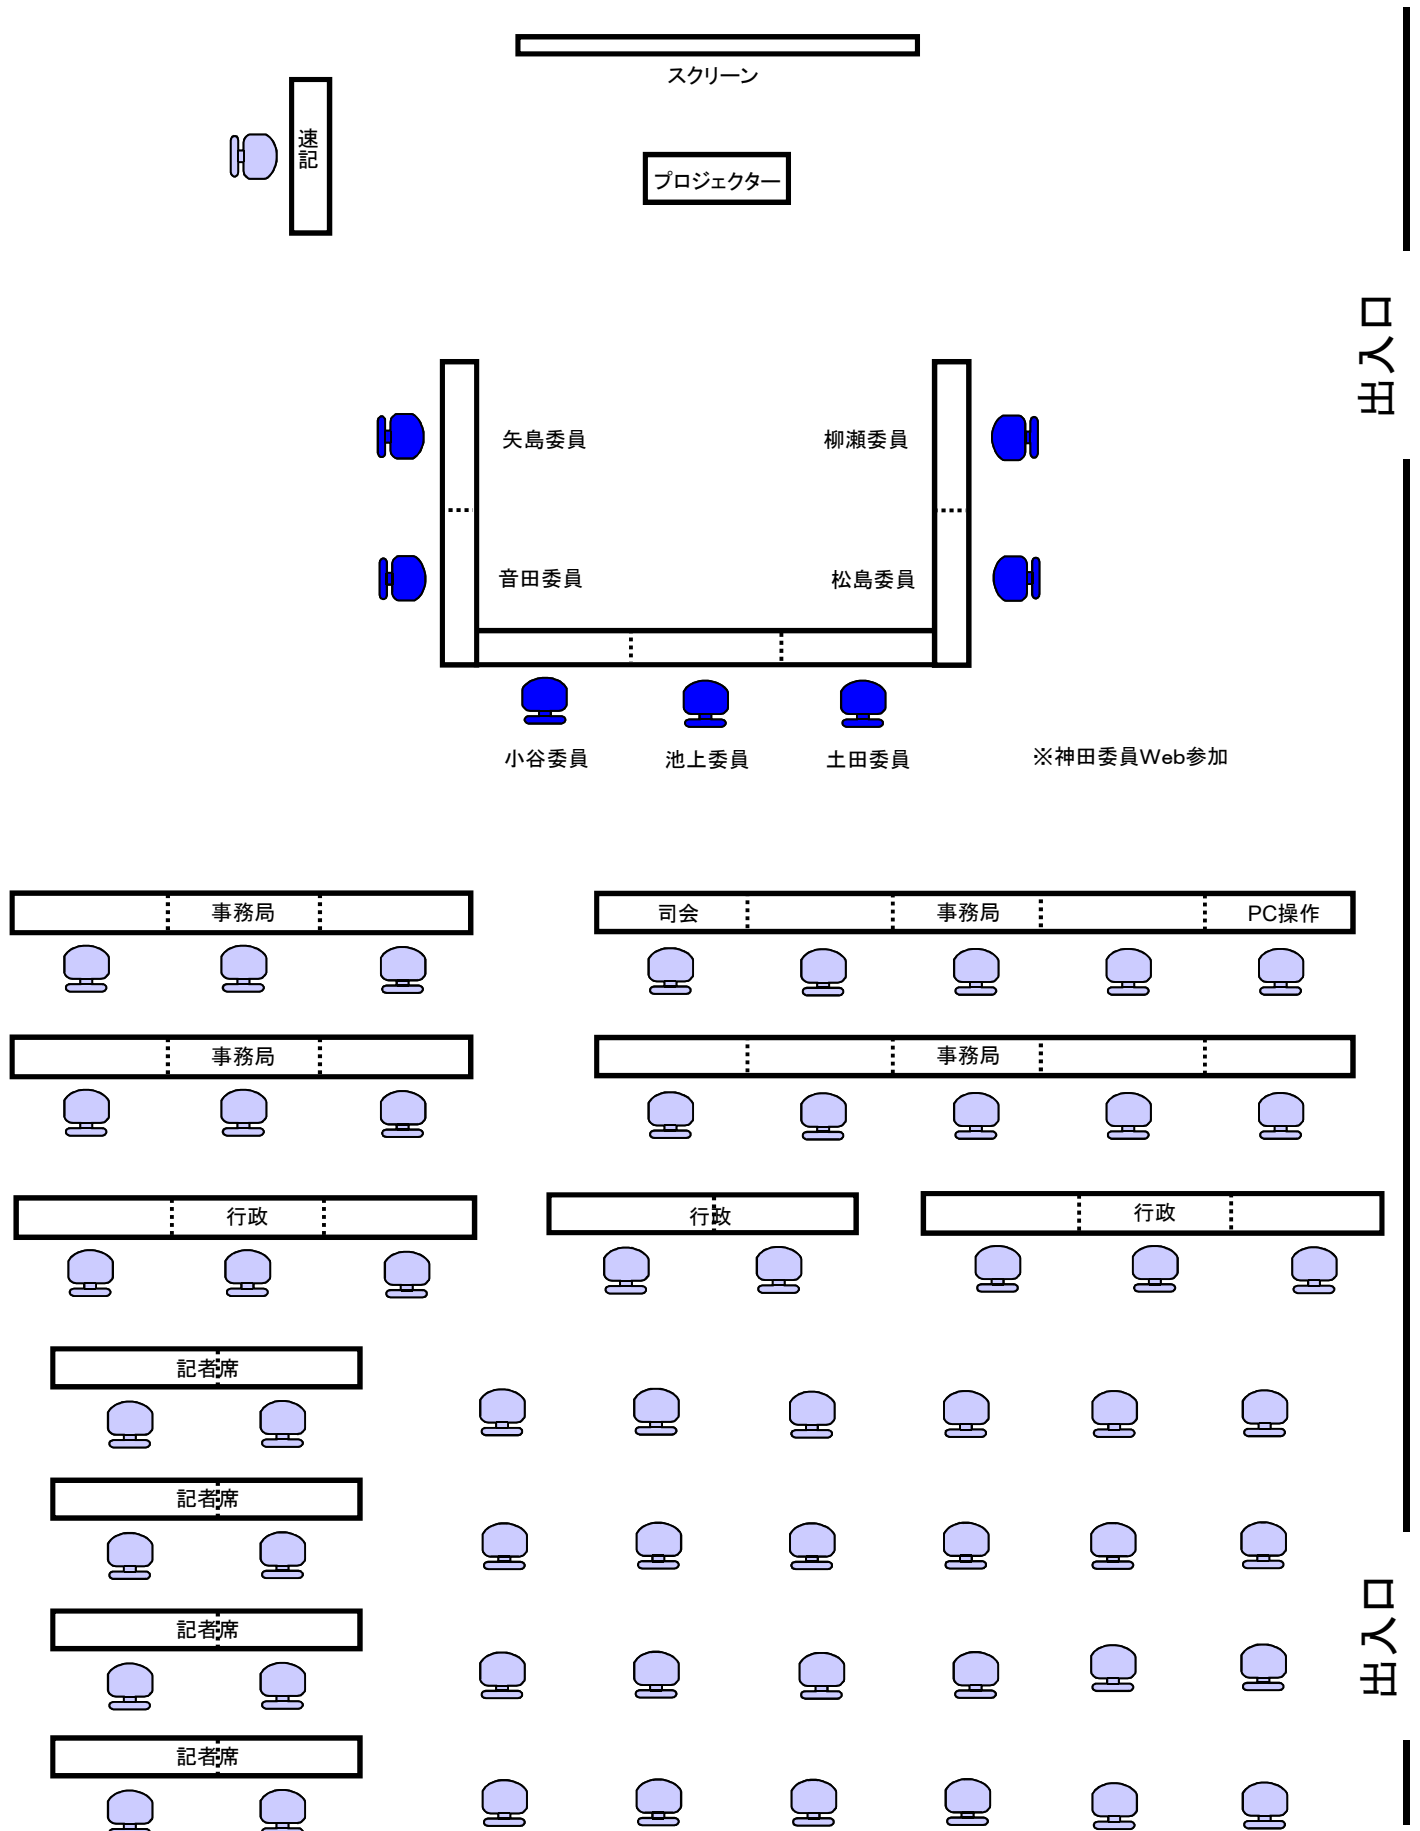 スクリーン
速記
プロジェクター
出入口
矢島委員
柳瀬委員
音田委員
松島委員
小谷委員
池上委員
土田委員
※神田委員Web参加
事務局
司会
事務局
PC操作
事務局
事務局
行政
行政
行政
記者席
記者席
記者席
出入口
記者席